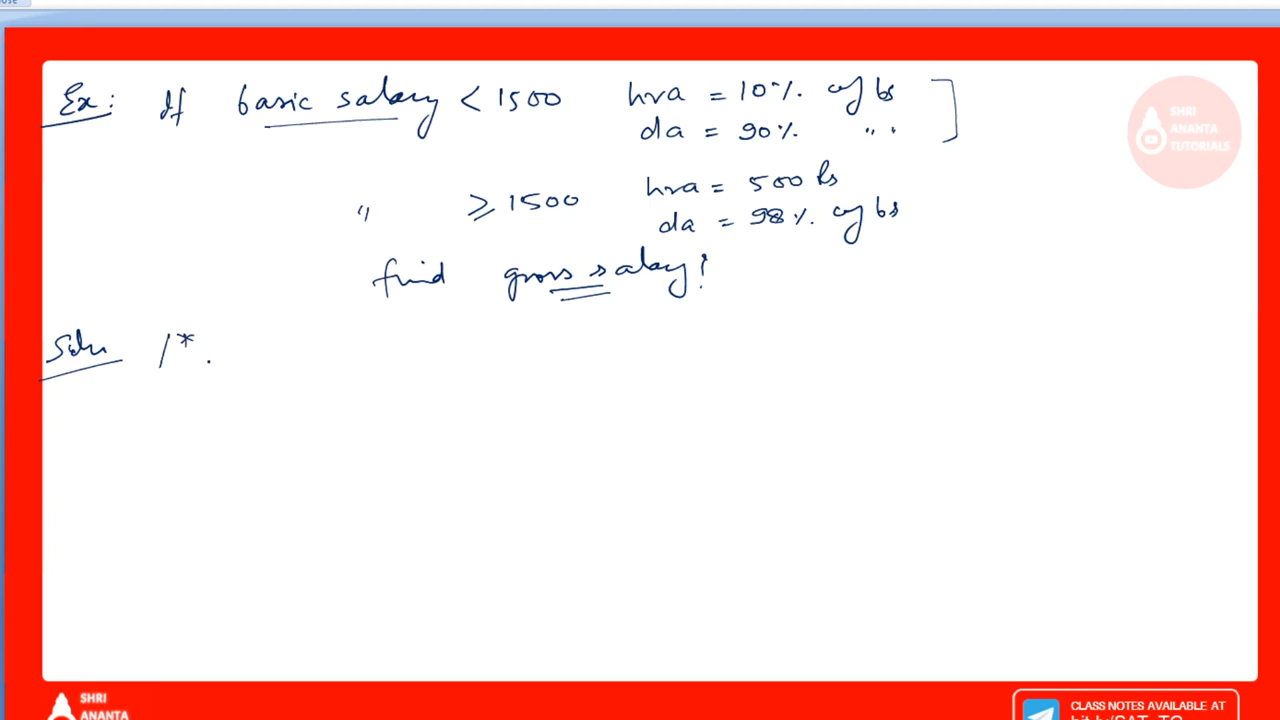 Ex: If basic salary < 1500 hra = 10% of bs
da = 90% " "
" ≥ 1500 hra = 500 Rs
da = 98% of bs
find gross salary?
Soln /*
SHRI
ANANTA
TUTORIALS
SHRI
ANANTA
CLASS NOTES AVAILABLE AT